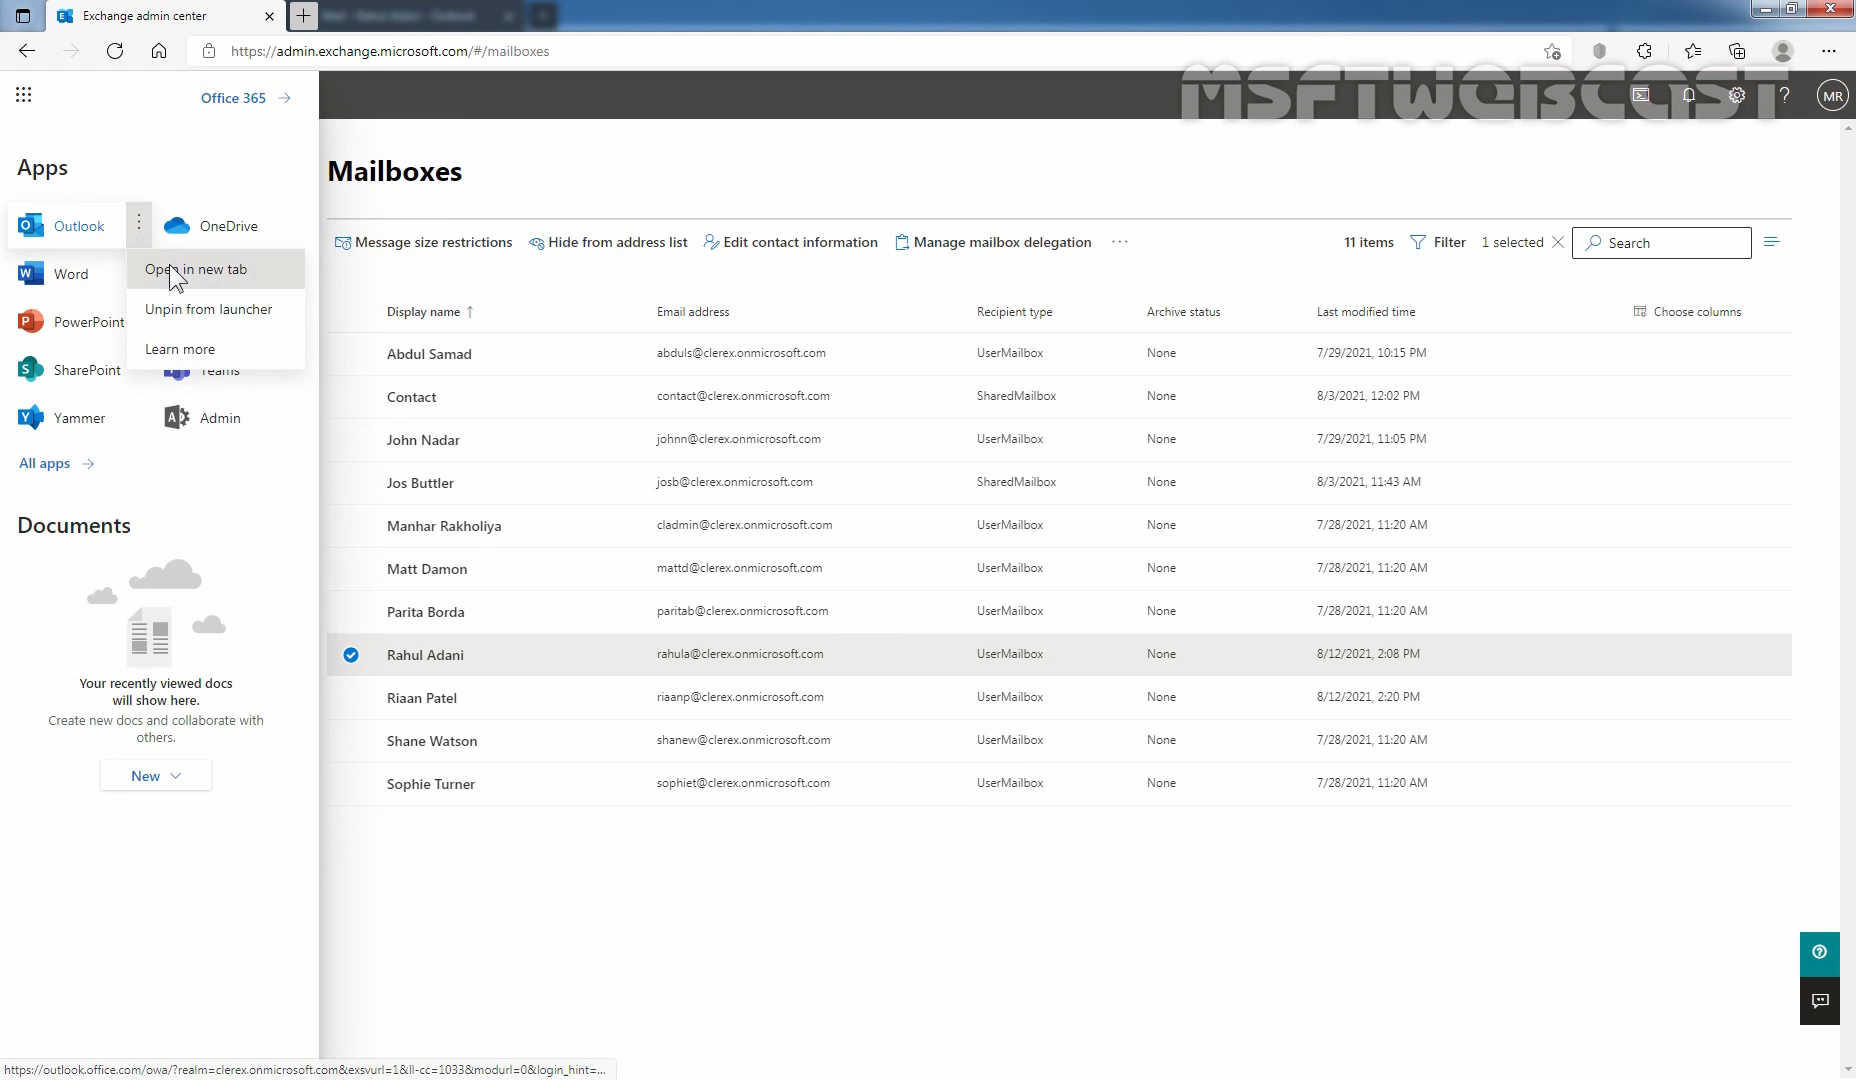 Exchange admin center
Mail - Rahul Adani - Outlook
https://admin.exchange.microsoft.com/#/mailboxes
MSFTWEBCAST
MR
Office 365
Apps
Outlook
OneDrive
Open in new tab
Word
Unpin from launcher
PowerPoint
Learn more
SharePoint
Teams
Yammer
Admin
All apps
Documents
Your recently viewed docs
will show here.
Create new docs and collaborate with
others.
New
Mailboxes
Message size restrictions Hide from address list Edit contact information Manage mailbox delegation ... 11 items Filter 1 selected Search
Display name Email address Recipient type Archive status Last modified time Choose columns
Abdul Samad abduls@clerex.onmicrosoft.com UserMailbox None 7/29/2021, 10:15 PM
Contact contact@clerex.onmicrosoft.com SharedMailbox None 8/3/2021, 12:02 PM
John Nadar johnn@clerex.onmicrosoft.com UserMailbox None 7/29/2021, 11:05 PM
Jos Buttler josb@clerex.onmicrosoft.com SharedMailbox None 8/3/2021, 11:43 AM
Manhar Rakholiya cladmin@clerex.onmicrosoft.com UserMailbox None 7/28/2021, 11:20 AM
Matt Damon mattd@clerex.onmicrosoft.com UserMailbox None 7/28/2021, 11:20 AM
Parita Borda paritab@clerex.onmicrosoft.com UserMailbox None 7/28/2021, 11:20 AM
Rahul Adani rahula@clerex.onmicrosoft.com UserMailbox None 8/12/2021, 2:08 PM
Riaan Patel riaanp@clerex.onmicrosoft.com UserMailbox None 8/12/2021, 2:20 PM
Shane Watson shanew@clerex.onmicrosoft.com UserMailbox None 7/28/2021, 11:20 AM
Sophie Turner sophiet@clerex.onmicrosoft.com UserMailbox None 7/28/2021, 11:20 AM
https://outlook.office.com/owa/?realm=clerex.onmicrosoft.com&exsvurl=1&ll-cc=1033&modurl=0&login_hint=...